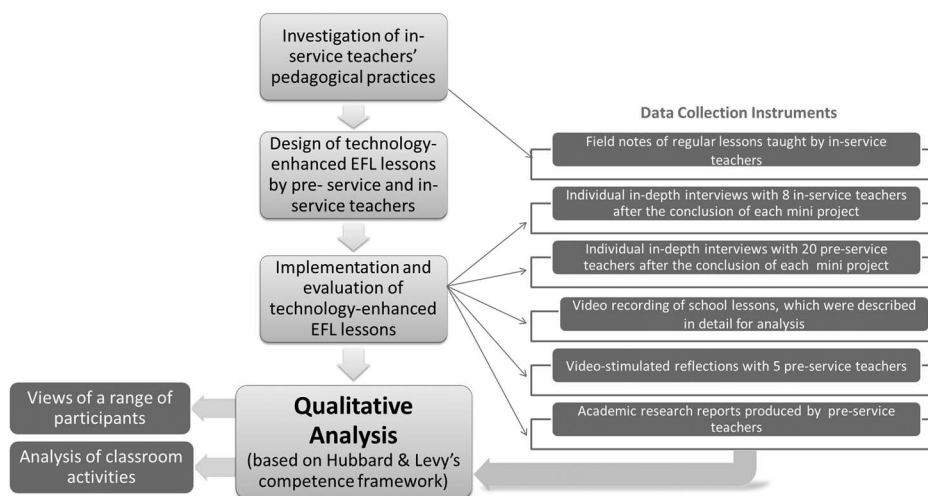 Investigation of in-
service teachers'
pedagogical practices
Design of technology-
enhanced EFL lessons
by pre- service and in-
service teachers
Implementation and
evaluation of
technology-enhanced
EFL lessons
Qualitative
Analysis
(based on Hubbard & Levy's
competence framework)
Views of a range of
participants
Analysis of classroom
activities
Data Collection Instruments
Field notes of regular lessons taught by in-service
teachers
Individual in-depth interviews with 8 in-service teachers
after the conclusion of each mini project
Individual in-depth interviews with 20 pre-service
teachers after the conclusion of each mini project
Video recording of school lessons, which were described
in detail for analysis
Video-stimulated reflections with 5 pre-service teachers
Academic research reports produced by pre-service
teachers